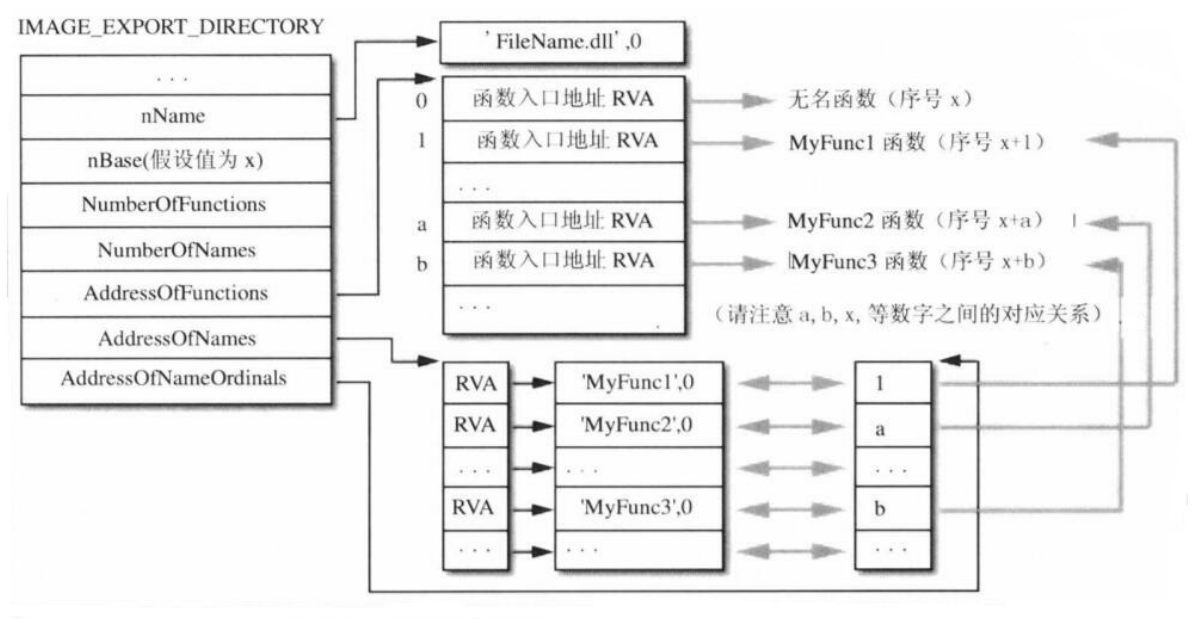 IMAGE_EXPORT_DIRECTORY
. . .
nName
nBase(假设值为 x)
NumberOfFunctions
NumberOfNames
AddressOfFunctions
AddressOfNames
AddressOfNameOrdinals
' FileName.dll' ,0
0 函数入口地址 RVA 无名函数（序号 x）
1 函数入口地址 RVA MyFunc1 函数（序号 x+1）
. . .
a 函数入口地址 RVA MyFunc2 函数（序号 x+a）
b 函数入口地址 RVA MyFunc3 函数（序号 x+b）
. . .
（请注意 a, b, x, 等数字之间的对应关系）
RVA 'MyFunc1',0 1
RVA 'MyFunc2',0 a
. . . . . . . . .
RVA 'MyFunc3',0 b
. . . . . . . . .